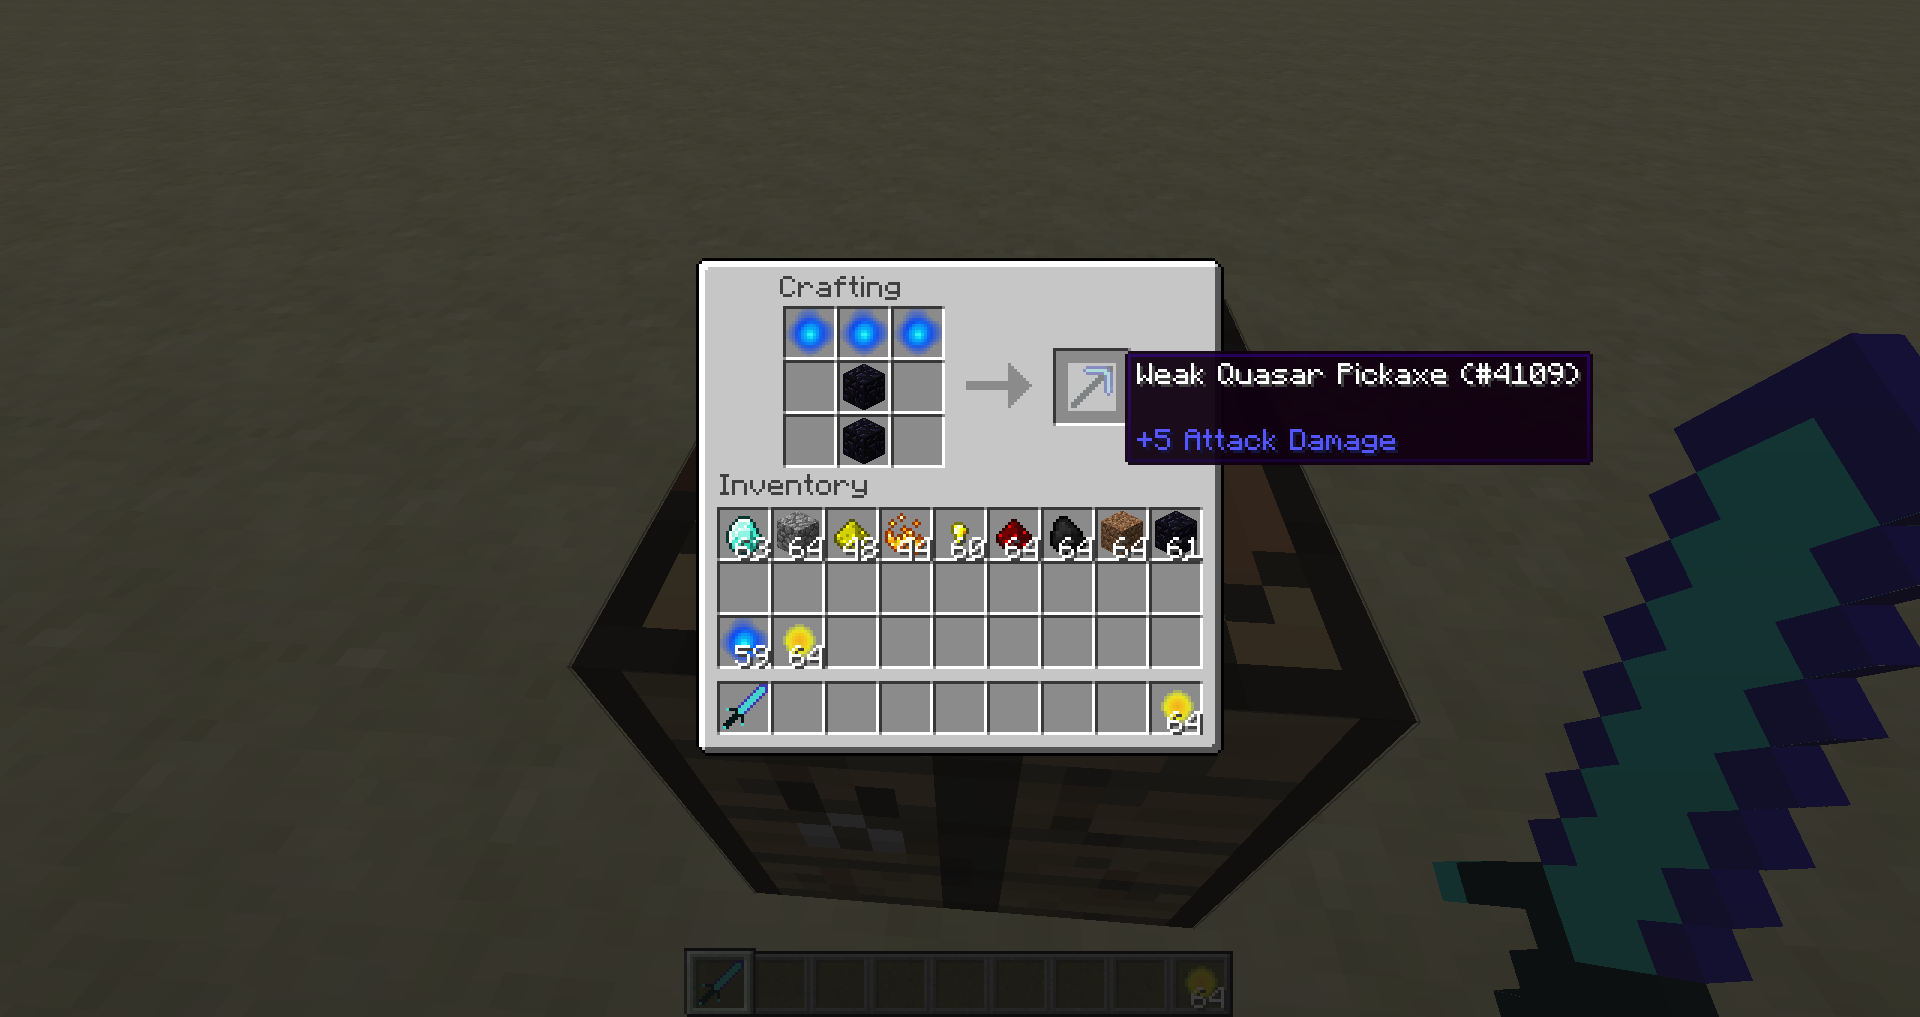 Crafting
Weak Quasar Pickaxe (#4109)
+5 Attack Damage
Inventory
63 64 48 44 60 64 64 64 61
59 64
64
64